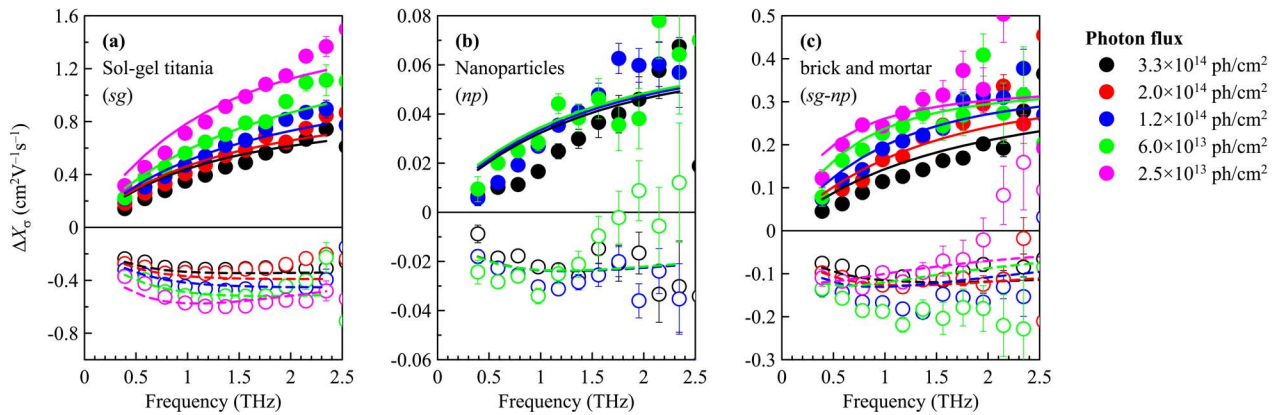 ΔXσ (cm²V⁻¹s⁻¹)
1.6
1.2
0.8
0.4
0
-0.4
-0.8
(a)
Sol-gel titania
(sg)
0 0.5 1 1.5 2 2.5
Frequency (THz)
0.08
0.06
0.04
0.02
0
-0.02
-0.04
-0.06
(b)
Nanoparticles
(np)
0 0.5 1 1.5 2 2.5
Frequency (THz)
0.5
0.4
0.3
0.2
0.1
0
-0.1
-0.2
-0.3
(c)
brick and mortar
(sg-np)
0 0.5 1 1.5 2 2.5
Frequency (THz)
Photon flux
3.3×10¹⁴ ph/cm²
2.0×10¹⁴ ph/cm²
1.2×10¹⁴ ph/cm²
6.0×10¹³ ph/cm²
2.5×10¹³ ph/cm²